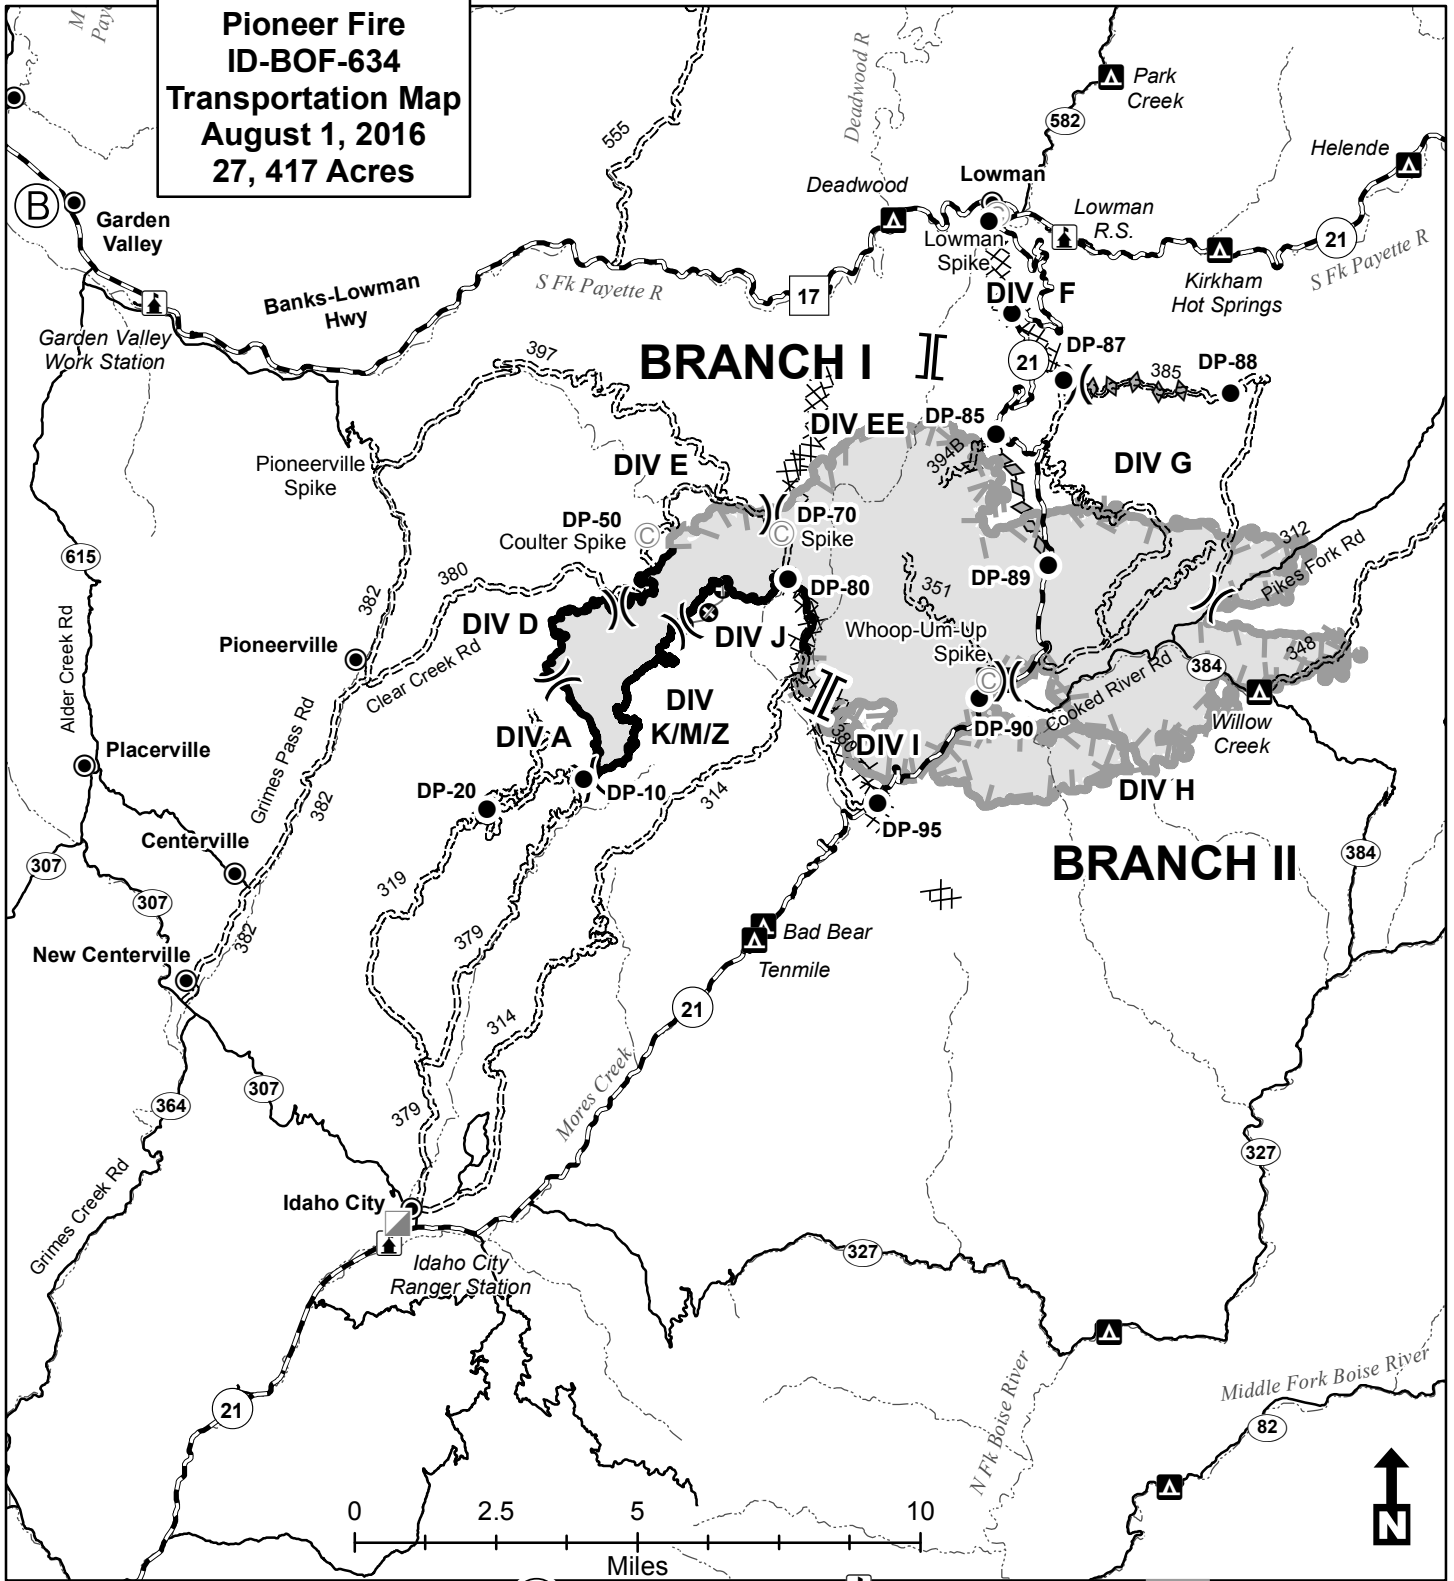 Pioneer Fire
ID-BOF-634
Transportation Map
August 1, 2016
27, 417 Acres
M
Pay
Deadwood R
Park
Creek
582
555
Helende
Deadwood
Lowman
B
Garden
Valley
Lowman
R.S.
21
Lowman
Spike
S Fk Payette R
Kirkham
Hot Springs
Banks-Lowman
Hwy
S Fk Payette R
17
DIV F
Garden Valley
Work Station
397
BRANCH I
21
DP-87
385
DP-88
DIV EE
DP-85
394B
DIV G
Pioneerville
Spike
DIV E
DP-50
Coulter Spike
C
C
DP-70
Spike
312
Pikes Fork Rd
615
380
382
DP-89
DP-80
351
DIV D
DIV J
Whoop-Um-Up
Spike
C
348
384
Pioneerville
Clear Creek Rd
Cooked River Rd
Alder Creek Rd
DIV
K/M/Z
Willow
Creek
DP-90
DIV A
380
DIV I
Placerville
Grimes Pass Rd
382
DP-20
DP-10
314
DIV H
DP-95
Centerville
307
BRANCH II
384
319
307
382
379
Bad Bear
New Centerville
Tenmile
21
314
Mores Creek
307
364
379
327
Grimes Creek Rd
Idaho City
327
Idaho City
Ranger Station
N Fk Boise River
Middle Fork Boise River
21
82
0 2.5 5 10
Miles
N